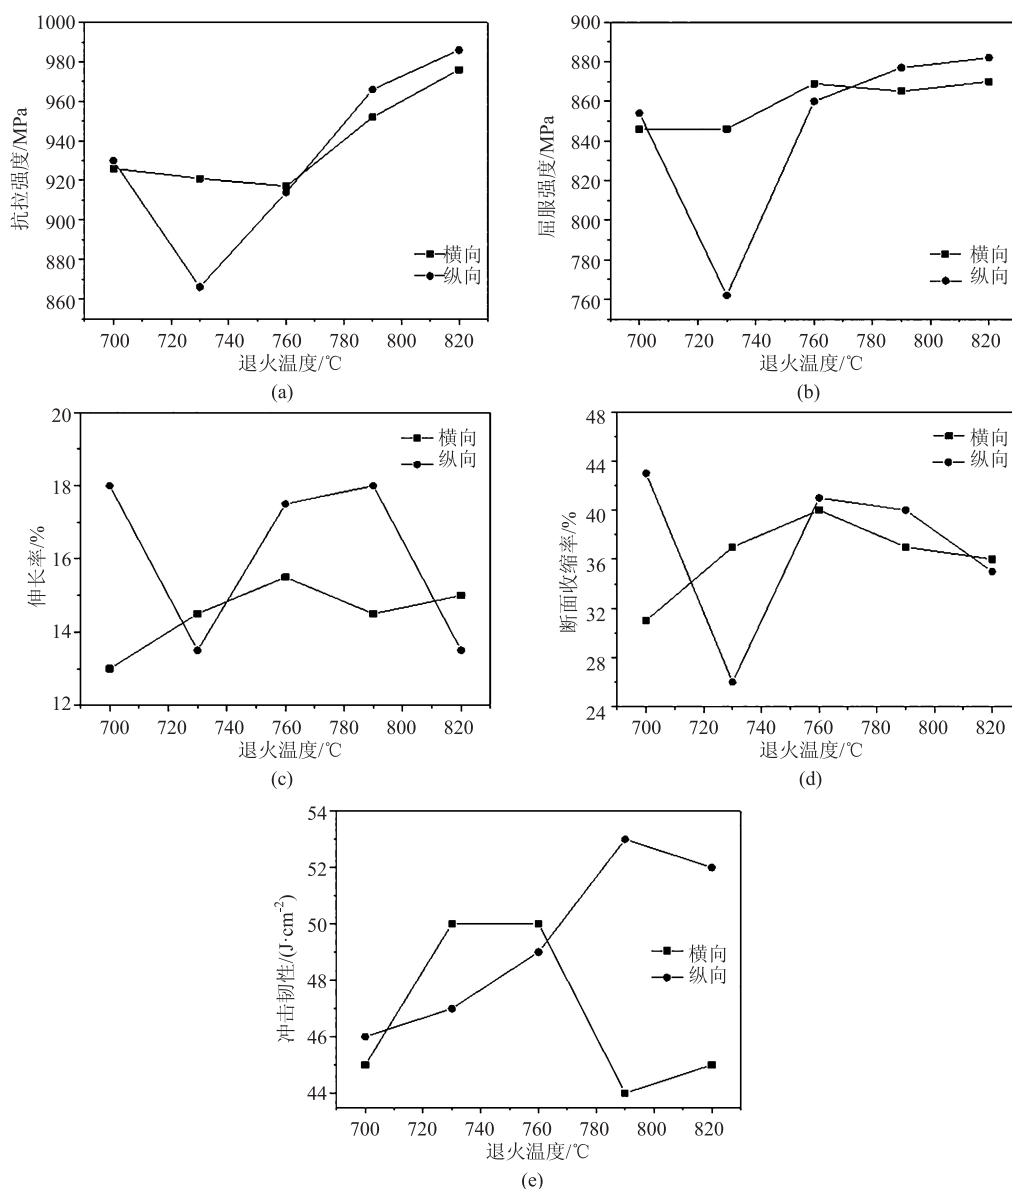 1000
980
960
940
920
900
880
860
抗拉强度/MPa
横向
纵向
700 720 740 760 780 800 820
退火温度/℃
(a)
900
880
860
840
820
800
780
760
屈服强度/MPa
横向
纵向
700 720 740 760 780 800 820
退火温度/℃
(b)
20
18
16
14
12
伸长率/%
横向
纵向
700 720 740 760 780 800 820
退火温度/℃
(c)
48
44
40
36
32
28
24
断面收缩率/%
横向
纵向
700 720 740 760 780 800 820
退火温度/℃
(d)
54
52
50
48
46
44
冲击韧性/(J·cm⁻²)
横向
纵向
700 720 740 760 780 800 820
退火温度/℃
(e)